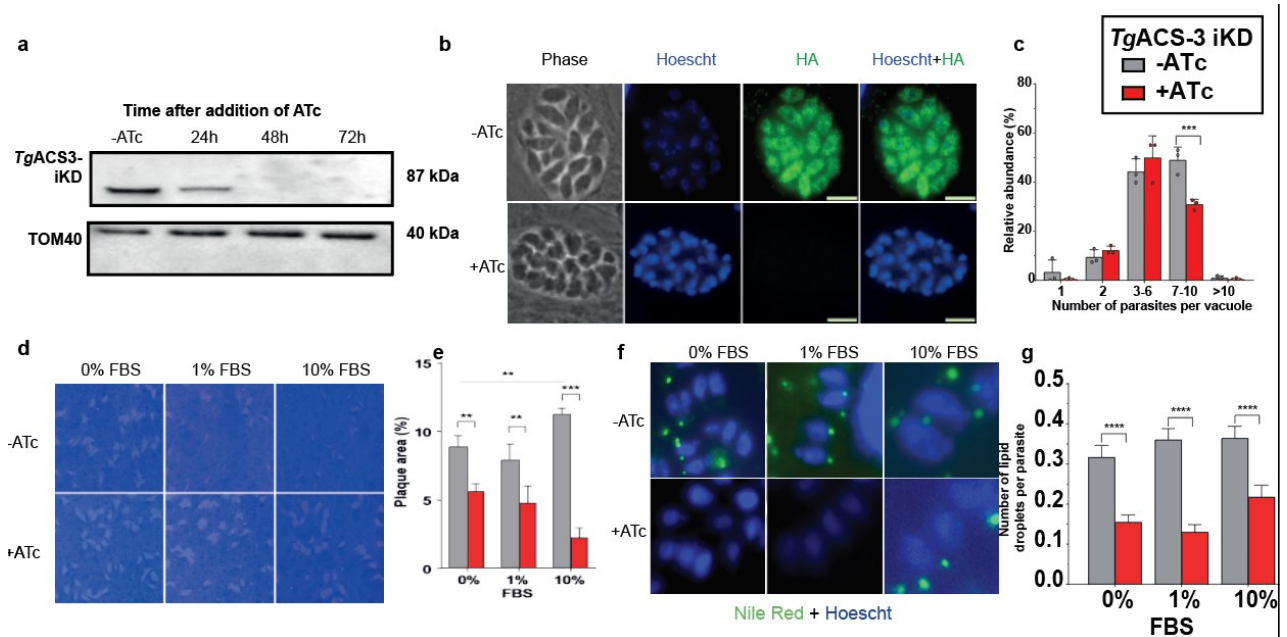 a
Time after addition of ATc
-ATc 24h 48h 72h
TgACS3-
iKD
87 kDa
TOM40
40 kDa
b
Phase Hoescht HA Hoescht+HA
-ATc
+ATc
c
TgACS-3 iKD
-ATc
+ATc
Relative abundance (%)
80
60
40
20
0
***
1 2 3-6 7-10 >10
Number of parasites per vacuole
d
0% FBS 1% FBS 10% FBS
-ATc
+ATc
e
Plaque area (%)
15
10
5
0
**
** ** ***
0% 1% 10%
FBS
f
0% FBS 1% FBS 10% FBS
-ATc
+ATc
Nile Red + Hoescht
g
Number of lipid
droplets per parasite
0.5
0.4
0.3
0.2
0.1
0.0
**** **** ****
0% 1% 10%
FBS